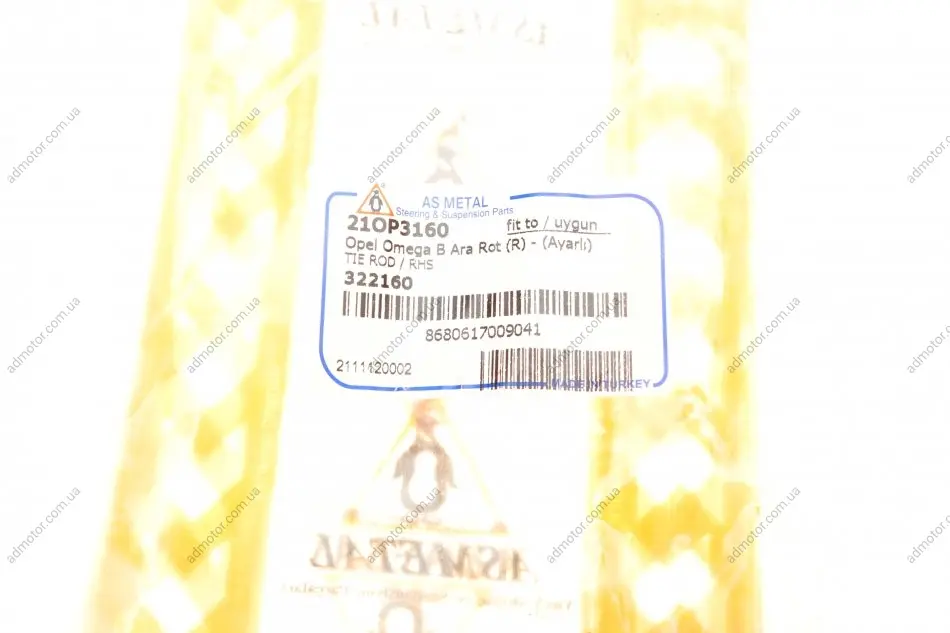 AS METAL
Steering & Suspension Parts
21OP3160 fit to / uygun
Opel Omega B Ara Rot (R) - (Ayarlı)
TIE ROD / RHS
322160
8680617009041
2111120002
MADE IN TURKEY
ASMETAL
admotor.com.ua